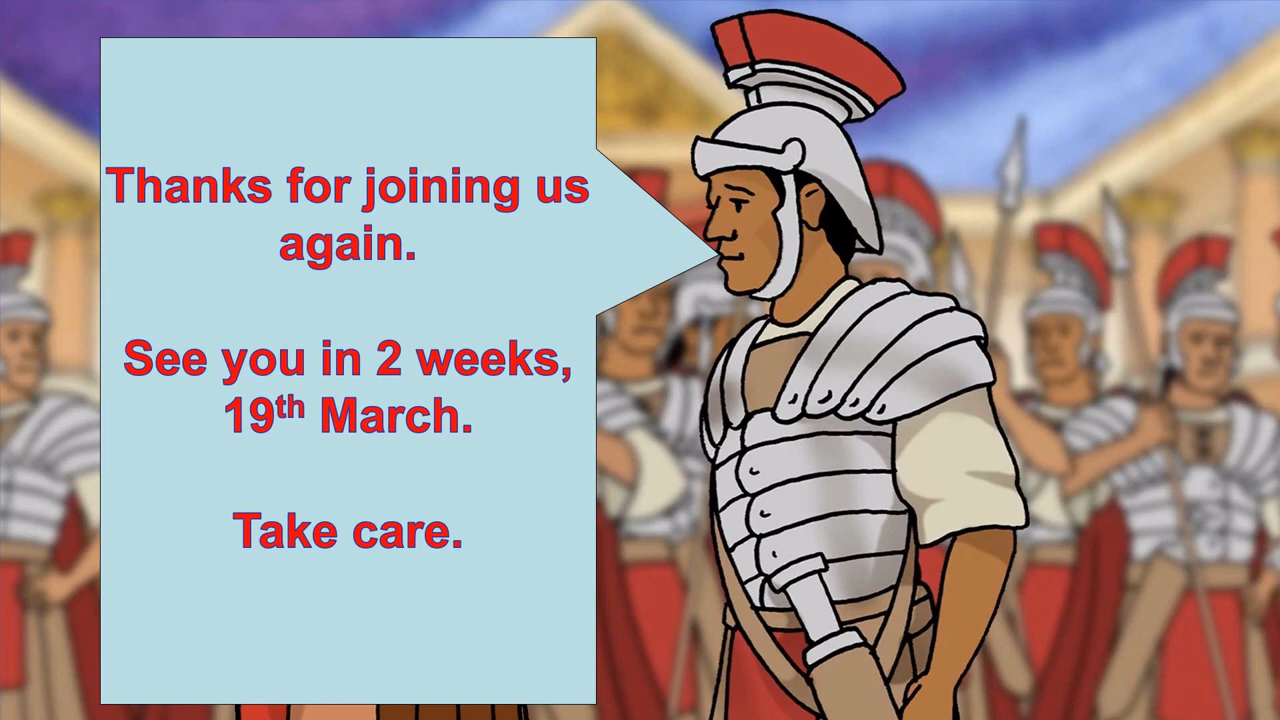 Thanks for joining us
again.
See you in 2 weeks,
19th March.
Take care.